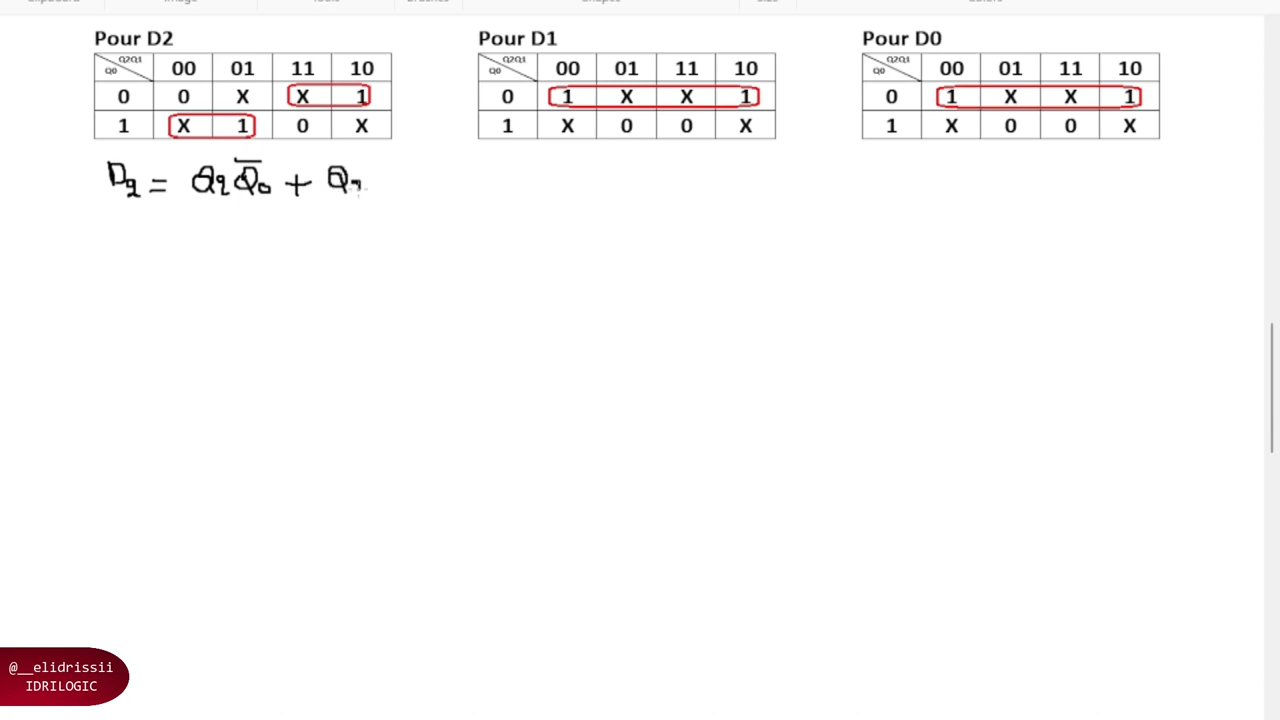 Pour D2 Pour D1 Pour D0
Q2Q1 Q0 00 01 11 10 Q2Q1 Q0 00 01 11 10 Q2Q1 Q0 00 01 11 10
0 0 X X 1 0 1 X X 1 0 1 X X 1
1 X 1 0 X 1 X 0 0 X 1 X 0 0 X
D₂ = Q₂Q̅₀ + Q
@__elidrissii
IDRILOGIC